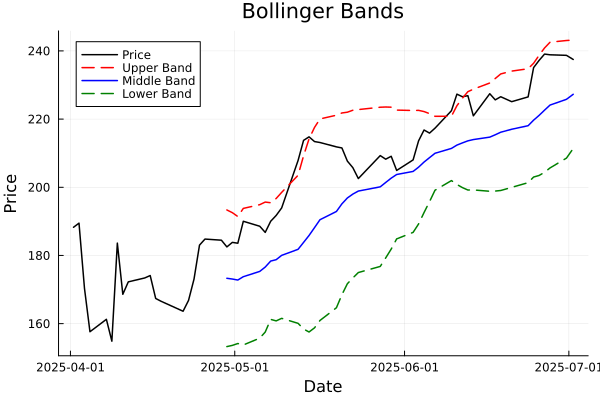 Bollinger Bands
Price
Upper Band
Middle Band
Lower Band
240
220
200
180
160
Price
2025-04-01
2025-05-01
2025-06-01
2025-07-01
Date